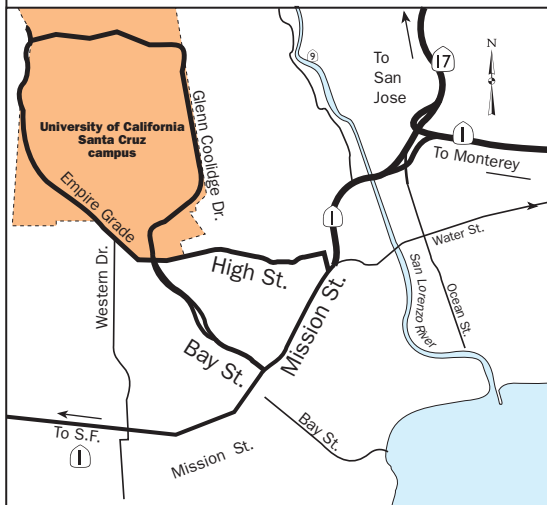 9
To
San
Jose
17
N
Glenn Coolidge Dr.
University of California
Santa Cruz
campus
1
To Monterey
Empire Grade
1
Water St.
High St.
Western Dr.
San Lorenzo River
Ocean St.
Mission St.
Bay St.
To S.F.
1
Mission St.
Bay St.